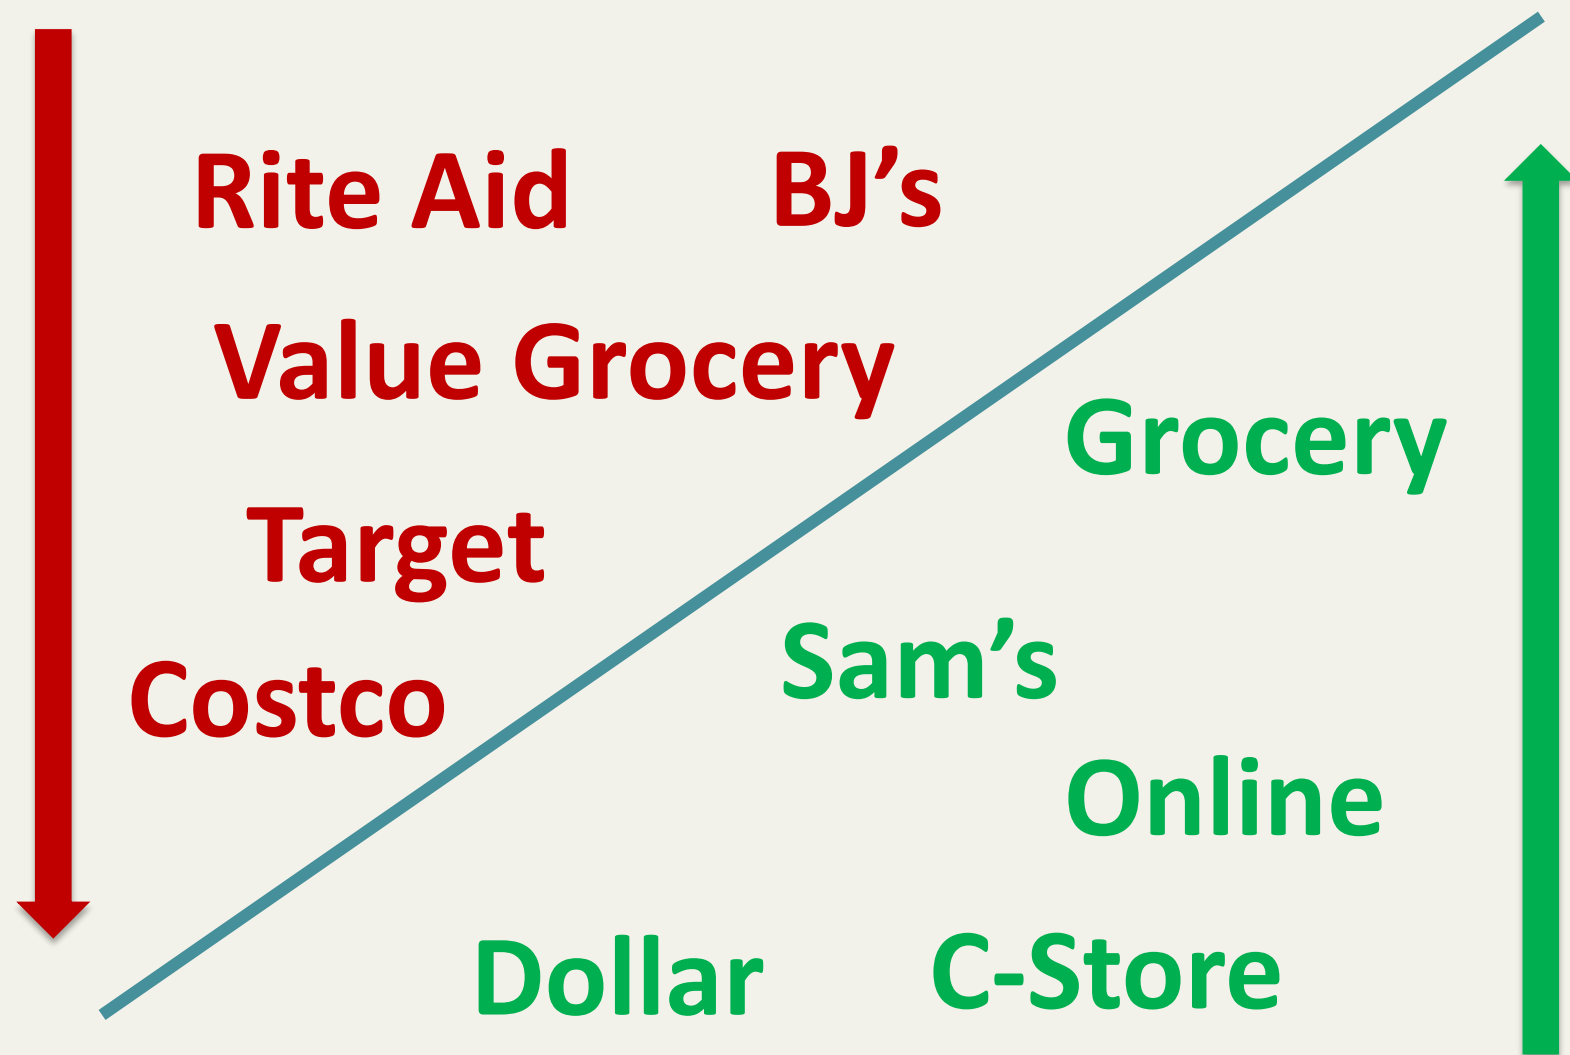 Rite Aid
BJ’s
Value Grocery
Grocery
Target
Sam’s
Costco
Online
Dollar
C-Store